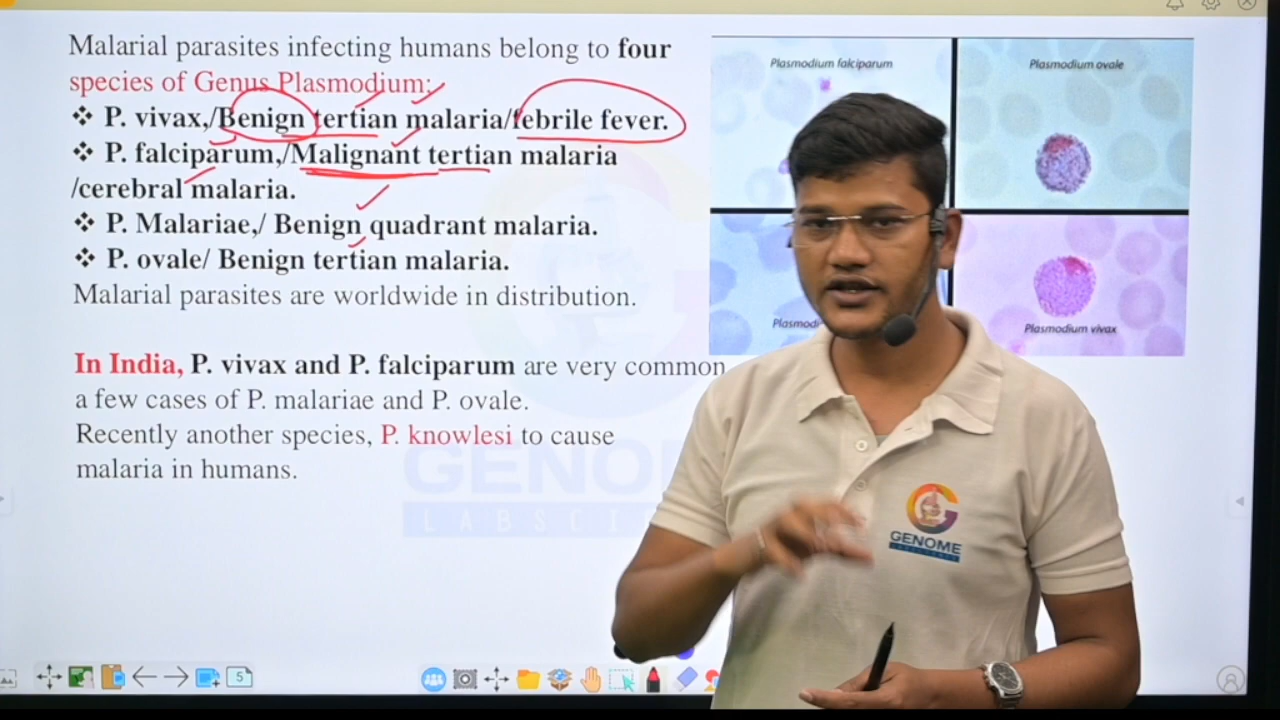 Malarial parasites infecting humans belong to four
species of Genus Plasmodium:
❖ P. vivax,/Benign tertian malaria/febrile fever.
❖ P. falciparum,/Malignant tertian malaria
/cerebral malaria.
❖ P. Malariae,/ Benign quadrant malaria.
❖ P. ovale/ Benign tertian malaria.
Malarial parasites are worldwide in distribution.
In India, P. vivax and P. falciparum are very common
a few cases of P. malariae and P. ovale.
Recently another species, P. knowlesi to cause
malaria in humans.
Plasmodium falciparum
Plasmodium ovale
Plasmodium vivax
GENOME
5